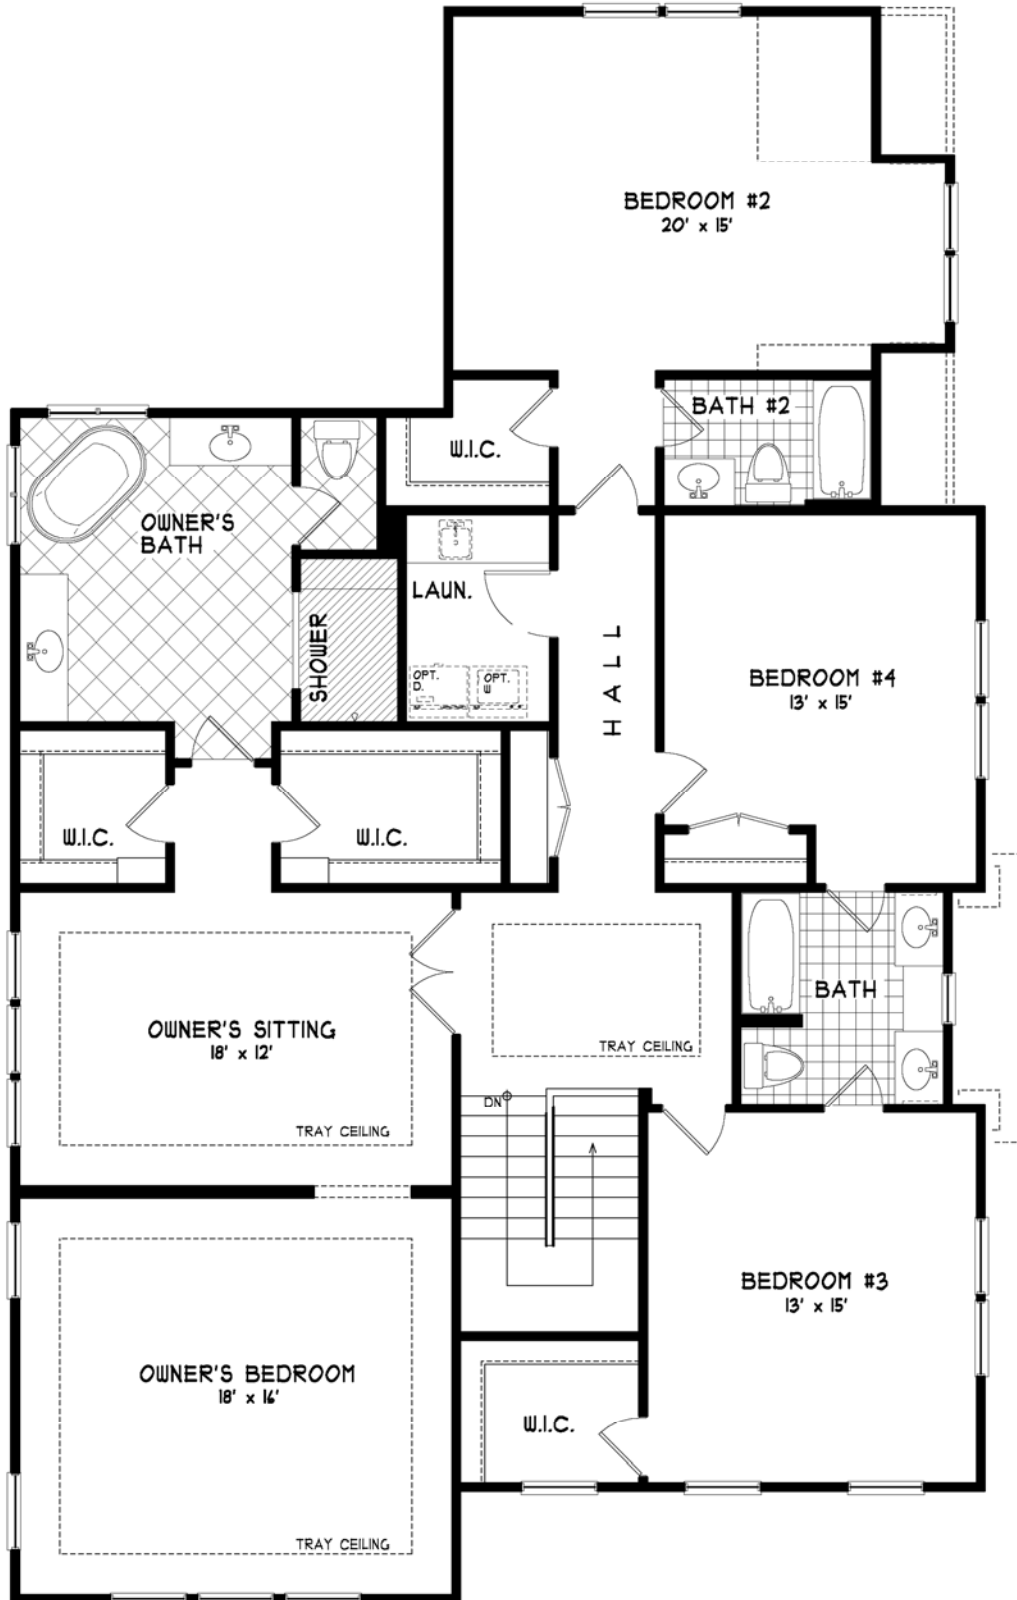 BEDROOM #2
20' x 15'
BATH #2
W.I.C.
OWNER'S
BATH
LAUN.
SHOWER
OPT.
D.
OPT.
W
HALL
BEDROOM #4
13' x 15'
W.I.C.
W.I.C.
BATH
OWNER'S SITTING
18' x 12'
TRAY CEILING
TRAY CEILING
DN
BEDROOM #3
13' x 15'
OWNER'S BEDROOM
18' x 16'
W.I.C.
TRAY CEILING